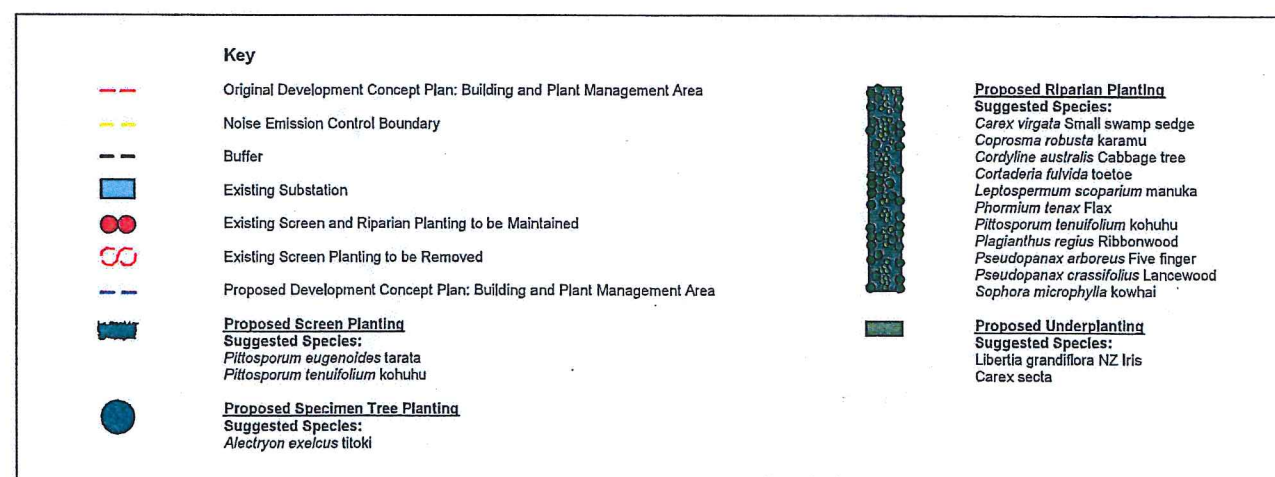 Key
Original Development Concept Plan: Building and Plant Management Area
Noise Emission Control Boundary
Buffer
Existing Substation
Existing Screen and Riparian Planting to be Maintained
Existing Screen Planting to be Removed
Proposed Development Concept Plan: Building and Plant Management Area
Proposed Screen Planting
Suggested Species:
Pittosporum eugenoides tarata
Pittosporum tenuifolium kohuhu
Proposed Specimen Tree Planting
Suggested Species:
Alectryon exelcus titoki
Proposed Riparian Planting
Suggested Species:
Carex virgata Small swamp sedge
Coprosma robusta karamu
Cordyline australis Cabbage tree
Cortaderia fulvida toetoe
Leptospermum scoparium manuka
Phormium tenax Flax
Pittosporum tenuifolium kohuhu
Plagianthus regius Ribbonwood
Pseudopanax arboreus Five finger
Pseudopanax crassifolius Lancewood
Sophora microphylla kowhai
Proposed Underplanting
Suggested Species:
Libertia grandiflora NZ Iris
Carex secta